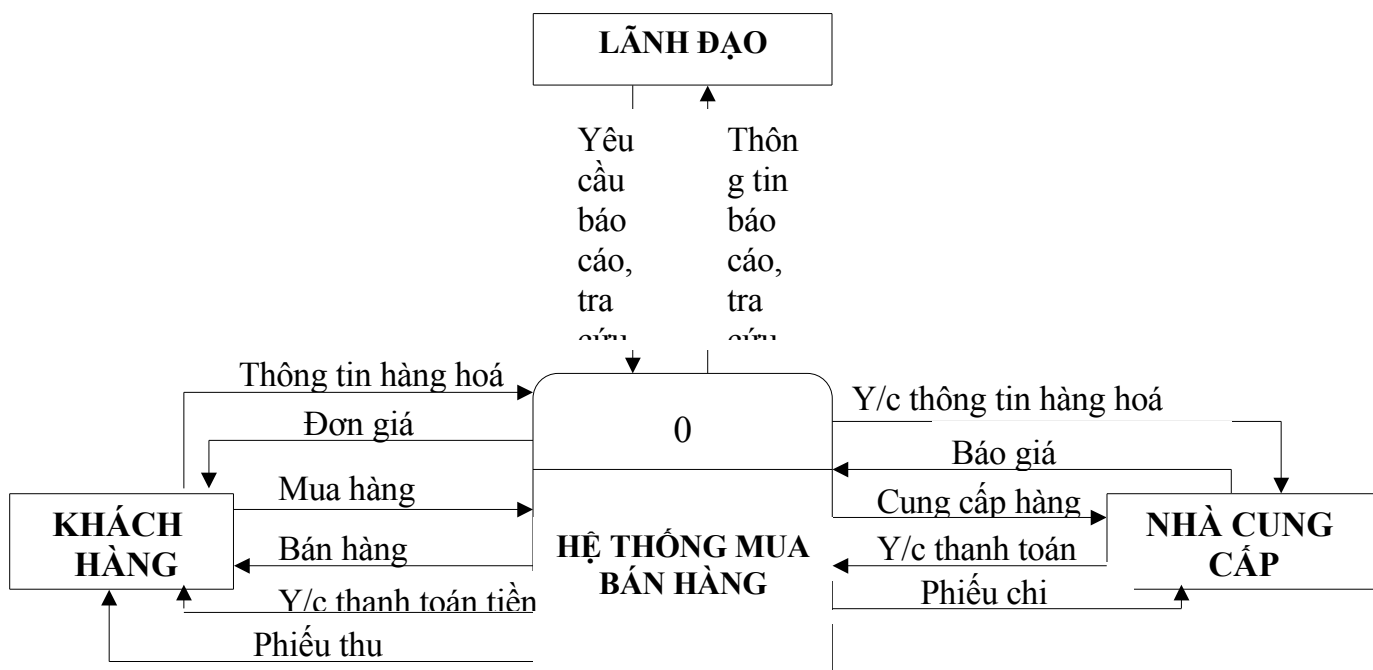 LÃNH ĐẠO
Yêu
cầu
báo
cáo,
tra
cứu
Thôn
g tin
báo
cáo,
tra
cứu
Thông tin hàng hoá
Đơn giá
Mua hàng
Bán hàng
Y/c thanh toán tiền
Phiếu thu
KHÁCH
HÀNG
0
HỆ THỐNG MUA
BÁN HÀNG
Y/c thông tin hàng hoá
Báo giá
Cung cấp hàng
Y/c thanh toán
Phiếu chi
NHÀ CUNG
CẤP